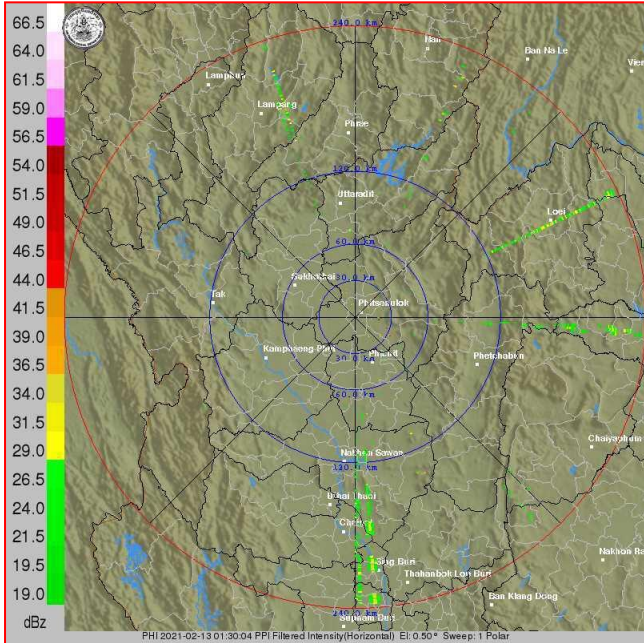 66.5
64.0
61.5
59.0
56.5
54.0
51.5
49.0
46.5
44.0
41.5
39.0
36.5
34.0
31.5
29.0
26.5
24.0
21.5
19.5
19.0
dBz
240.0 km
Nan
Ban Na Le
Lamphun
Lampang
Phrae
120.0 km
Uttaradit
Loei
60.0 km
30.0 km
Sukhothai
Tak
Phitsanulok
Kamphaeng Phet
30.0 km
Phichit
Phetchabun
60.0 km
Chaiyaphum
Nakhon Sawan
120.0 km
Uthai Thani
Chainat
Sing Buri
Nakhon Ra
Thahanbok Lop Buri
Ban Klang Dong
240.0 km
Suphan Buri
PHI 2021-02-13 01:30:04 PPI Filtered Intensity(Horizontal) El: 0.50° Sweep: 1 Polar